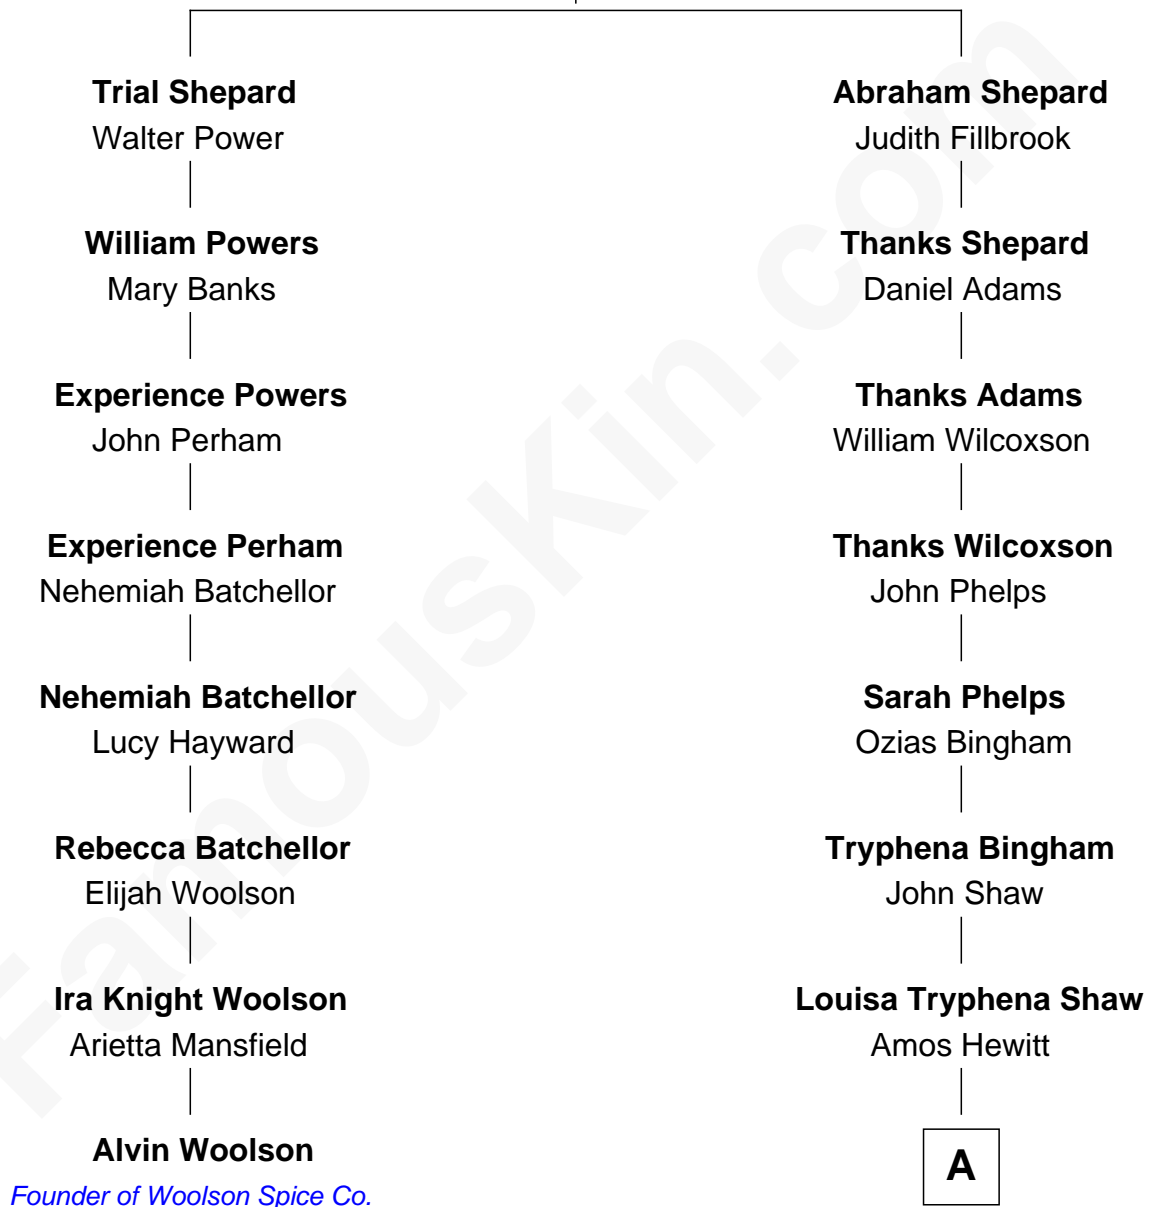 Trial Shepard
Walter Power
William Powers
Mary Banks
Experience Powers
John Perham
Experience Perham
Nehemiah Batchellor
Nehemiah Batchellor
Lucy Hayward
Rebecca Batchellor
Elijah Woolson
Ira Knight Woolson
Arietta Mansfield
Alvin Woolson
Founder of Woolson Spice Co.
Abraham Shepard
Judith Fillbrook
Thanks Shepard
Daniel Adams
Thanks Adams
William Wilcoxson
Thanks Wilcoxson
John Phelps
Sarah Phelps
Ozias Bingham
Tryphena Bingham
John Shaw
Louisa Tryphena Shaw
Amos Hewitt
A
FamousKin.com